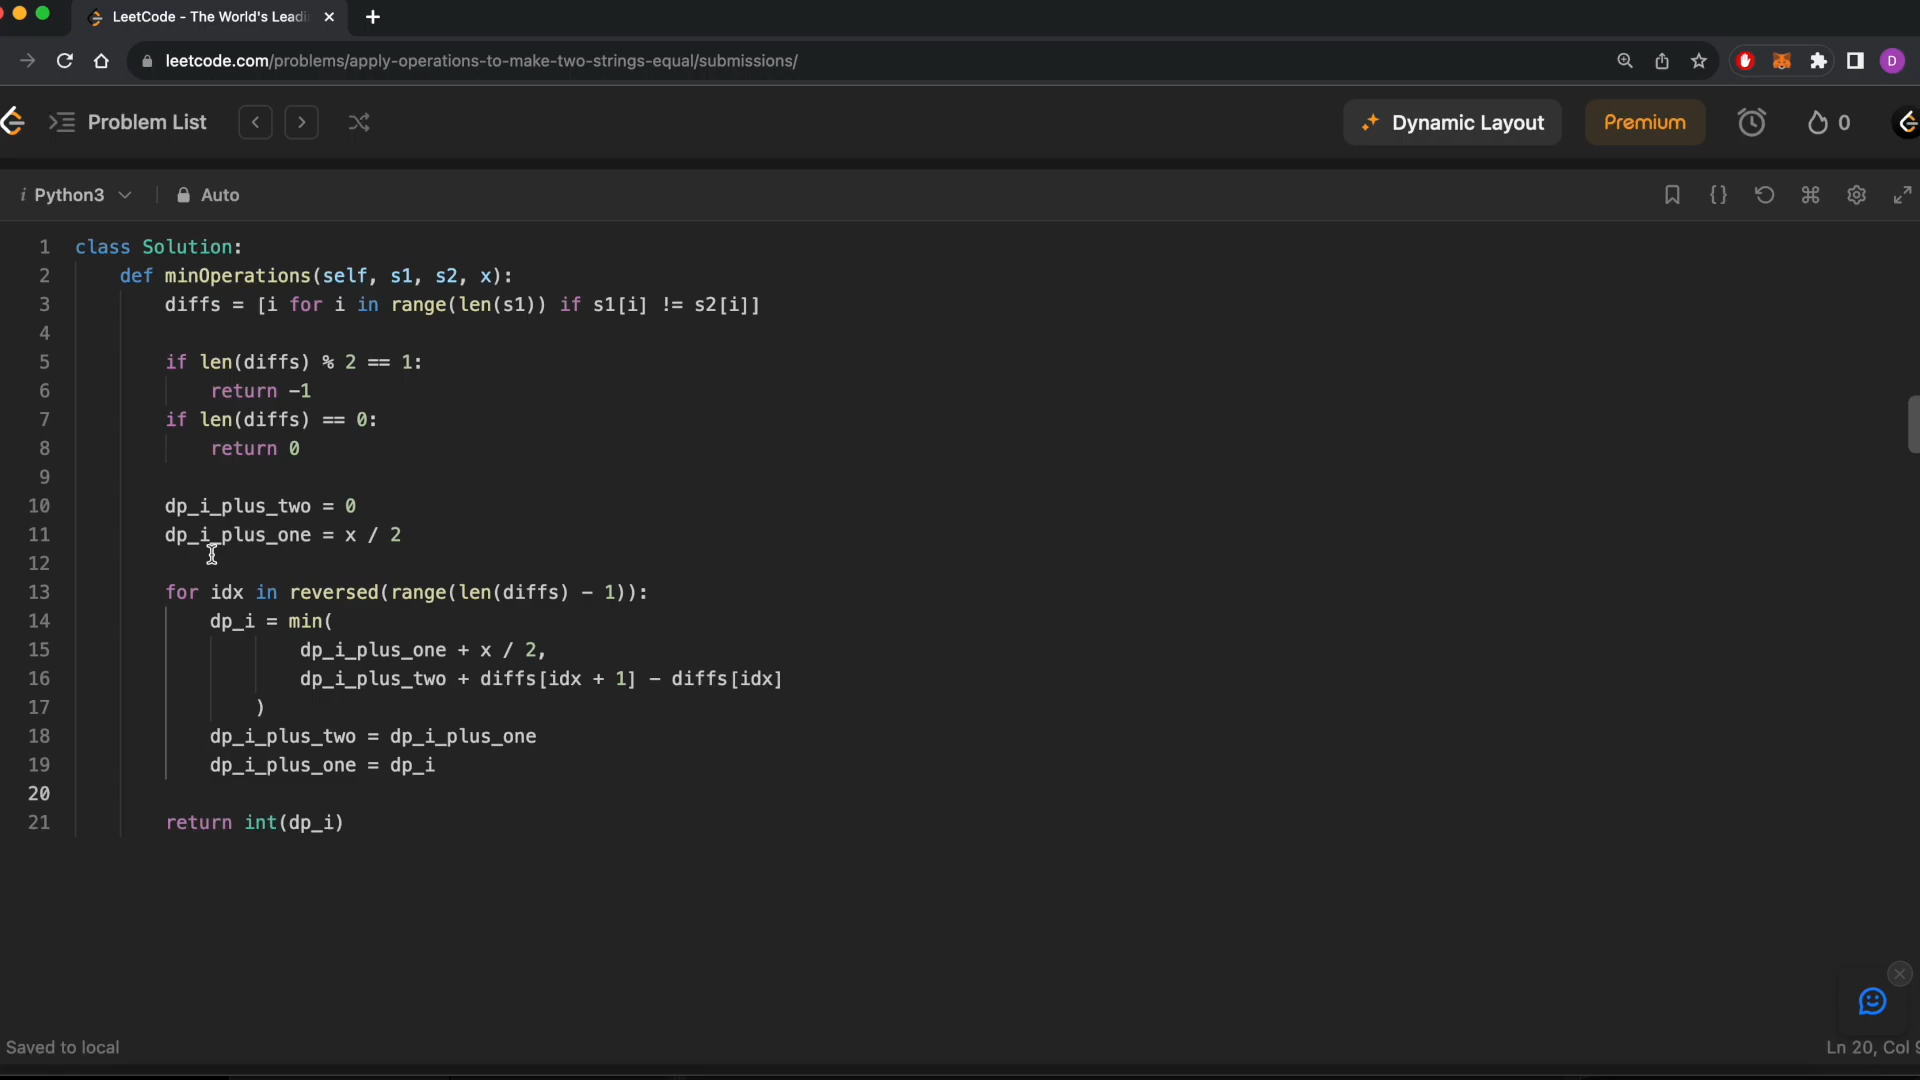 LeetCode - The World's Leadi
leetcode.com/problems/apply-operations-to-make-two-strings-equal/submissions/
D
Problem List
Dynamic Layout
Premium
0
i Python3
Auto
{}
1 class Solution:
2     def minOperations(self, s1, s2, x):
3         diffs = [i for i in range(len(s1)) if s1[i] != s2[i]]
4
5         if len(diffs) % 2 == 1:
6             return -1
7         if len(diffs) == 0:
8             return 0
9
10         dp_i_plus_two = 0
11         dp_i_plus_one = x / 2
12
13         for idx in reversed(range(len(diffs) - 1)):
14             dp_i = min(
15                     dp_i_plus_one + x / 2,
16                     dp_i_plus_two + diffs[idx + 1] - diffs[idx]
17                 )
18             dp_i_plus_two = dp_i_plus_one
19             dp_i_plus_one = dp_i
20
21         return int(dp_i)
Saved to local
Ln 20, Col 9